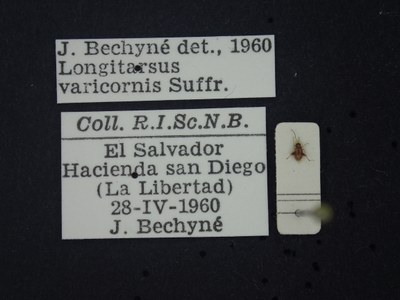 J. Bechyné det., 1960
Longitarsus
varicornis Suffr.
Coll. R.I.Sc.N.B.
El Salvador
Hacienda san Diego
(La Libertad)
28-IV-1960
J. Bechyné